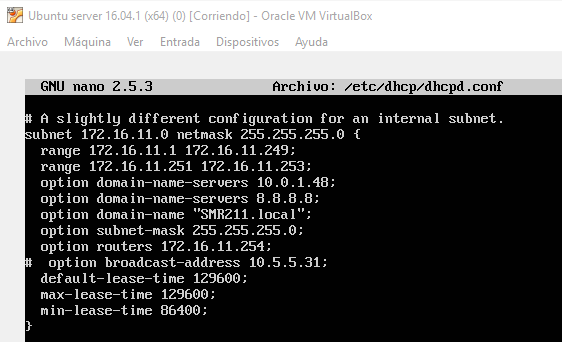 Ubuntu server 16.04.1 (x64) (0) [Corriendo] - Oracle VM VirtualBox
Archivo Máquina Ver Entrada Dispositivos Ayuda
GNU nano 2.5.3 Archivo: /etc/dhcp/dhcpd.conf
# A slightly different configuration for an internal subnet.
subnet 172.16.11.0 netmask 255.255.255.0 {
range 172.16.11.1 172.16.11.249;
range 172.16.11.251 172.16.11.253;
option domain-name-servers 10.0.1.48;
option domain-name-servers 8.8.8.8;
option domain-name "SMR211.local";
option subnet-mask 255.255.255.0;
option routers 172.16.11.254;
# option broadcast-address 10.5.5.31;
default-lease-time 129600;
max-lease-time 129600;
min-lease-time 86400;
}